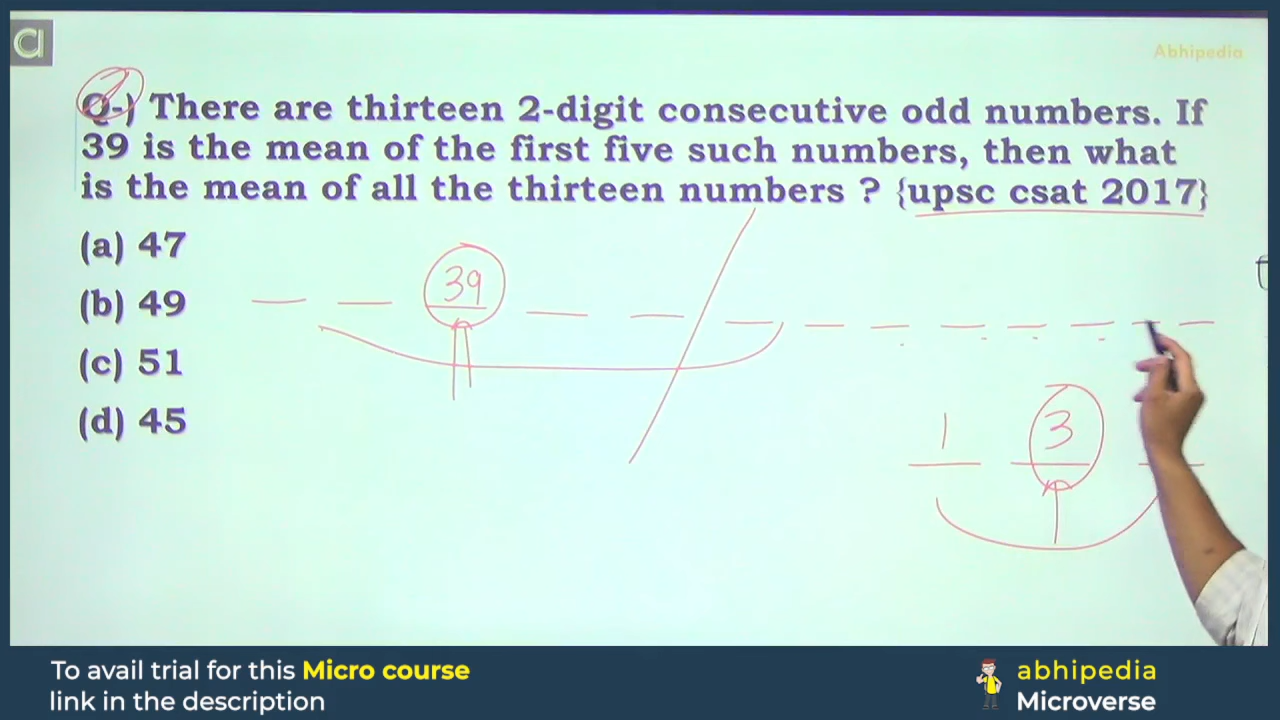 a
Abhipedia
Q-) There are thirteen 2-digit consecutive odd numbers. If
39 is the mean of the first five such numbers, then what
is the mean of all the thirteen numbers ? {upsc csat 2017}
(a) 47
(b) 49
(c) 51
(d) 45
39
1 3
To avail trial for this Micro course
link in the description
abhipedia
Microverse